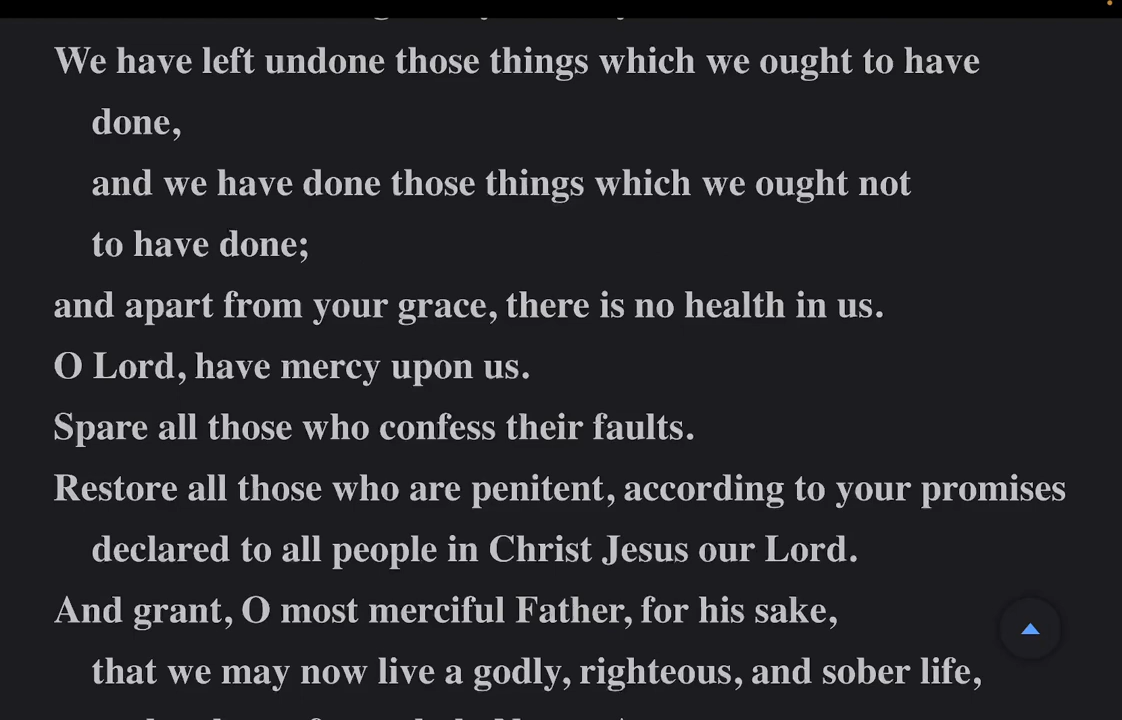 We have left undone those things which we ought to have
done,
and we have done those things which we ought not
to have done;
and apart from your grace, there is no health in us.
O Lord, have mercy upon us.
Spare all those who confess their faults.
Restore all those who are penitent, according to your promises
declared to all people in Christ Jesus our Lord.
And grant, O most merciful Father, for his sake,
that we may now live a godly, righteous, and sober life,